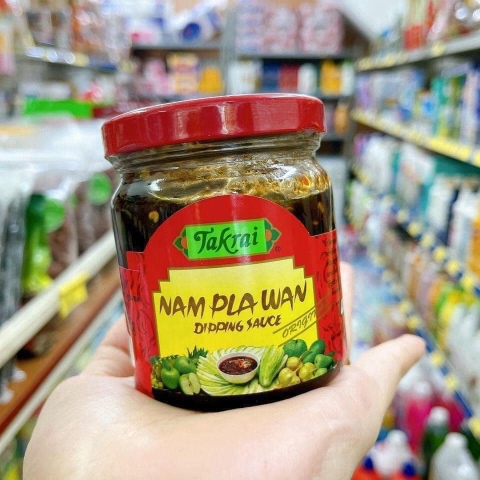 Takrai
NAM PLA WAN
DIPPING SAUCE